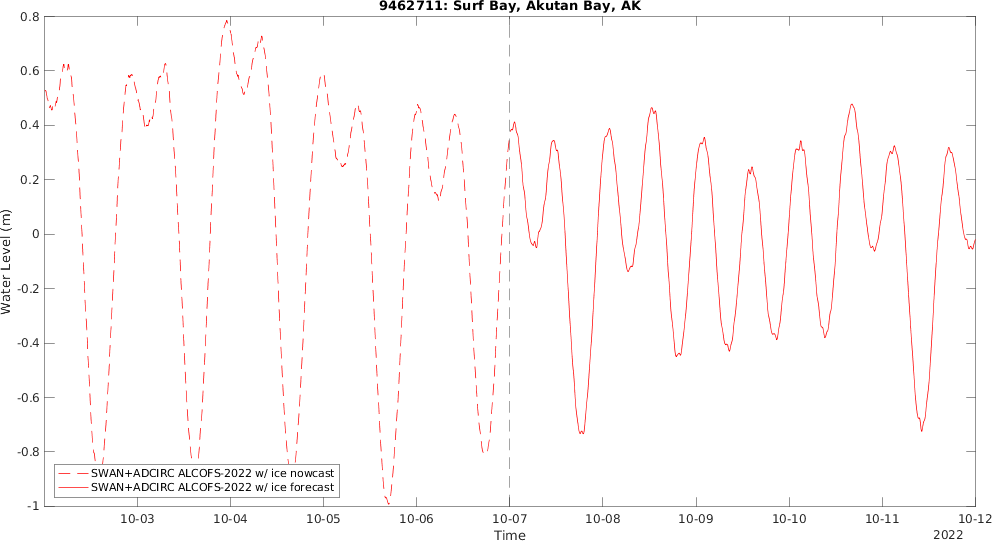 9462711: Surf Bay, Akutan Bay, AK
0.8
0.6
0.4
0.2
0
-0.2
-0.4
-0.6
-0.8
-1
Water Level (m)
SWAN+ADCIRC ALCOFS-2022 w/ ice nowcast
SWAN+ADCIRC ALCOFS-2022 w/ ice forecast
10-03 10-04 10-05 10-06 10-07 10-08 10-09 10-10 10-11 10-12
Time
2022